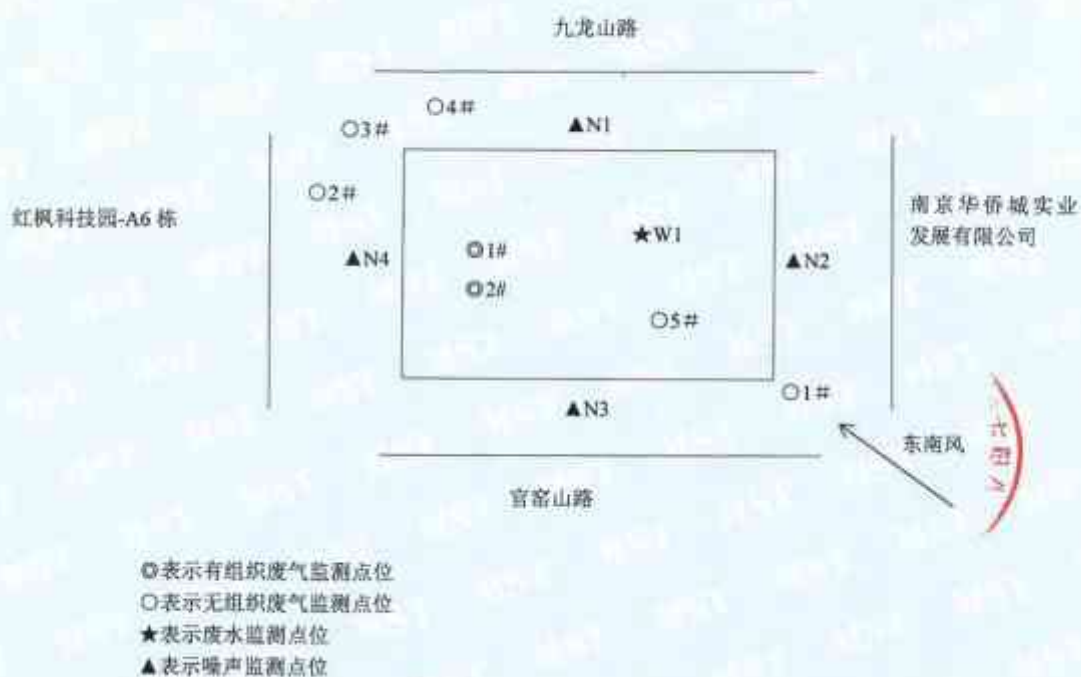 九龙山路
○4#
▲N1
○3#
○2#
红枫科技园-A6 栋
★W1
南京华侨城实业
发展有限公司
◎1#
▲N4
▲N2
◎2#
○5#
○1#
▲N3
东南风
官窑山路
◎表示有组织废气监测点位
○表示无组织废气监测点位
★表示废水监测点位
▲表示噪声监测点位